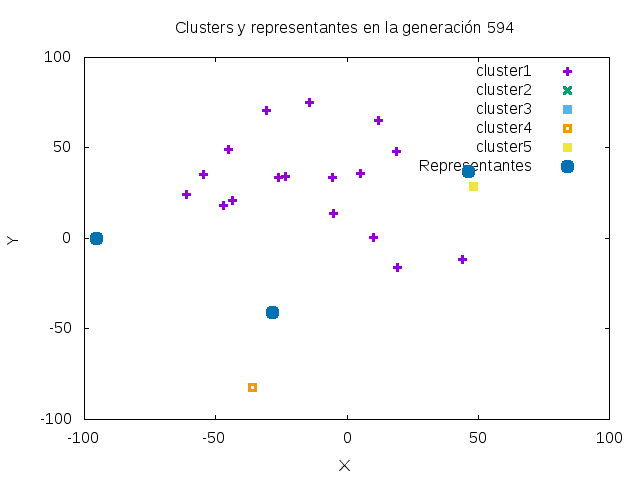 Clusters y representantes en la generación 594
100
50
0
-50
-100
-100
-50
0
50
100
Y
X
cluster1
cluster2
cluster3
cluster4
cluster5
Representantes